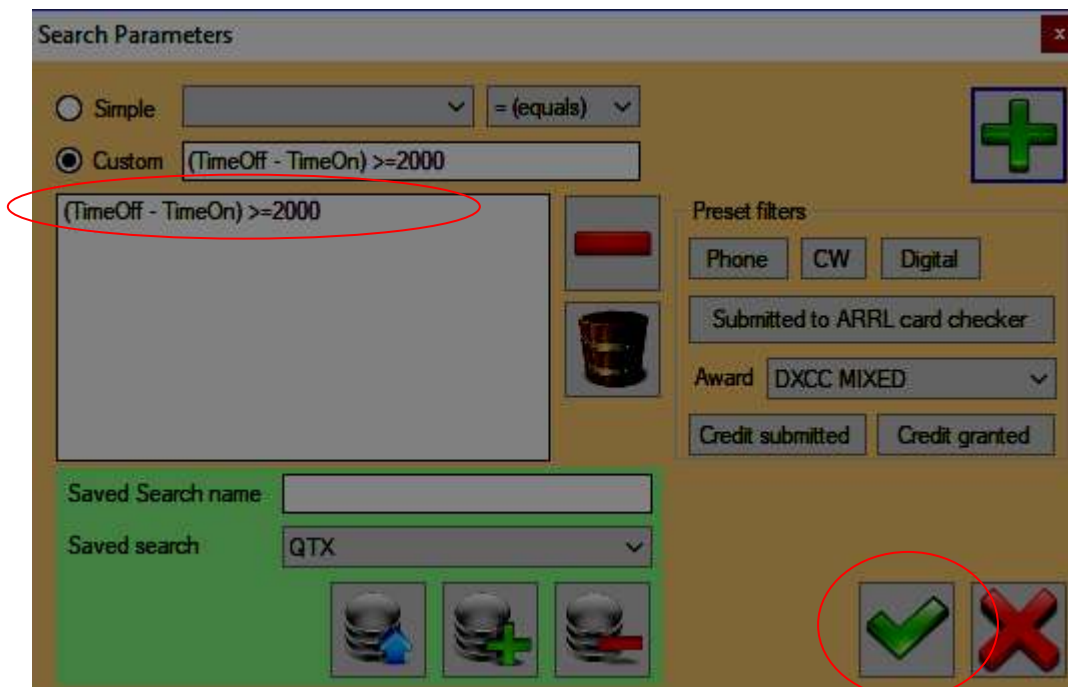 Search Parameters
x
Simple = (equals)
Custom (TimeOff - TimeOn) >=2000
(TimeOff - TimeOn) >=2000
Preset filters
Phone CW Digital
Submitted to ARRL card checker
Award DXCC MIXED
Credit submitted Credit granted
Saved Search name
Saved search QTX